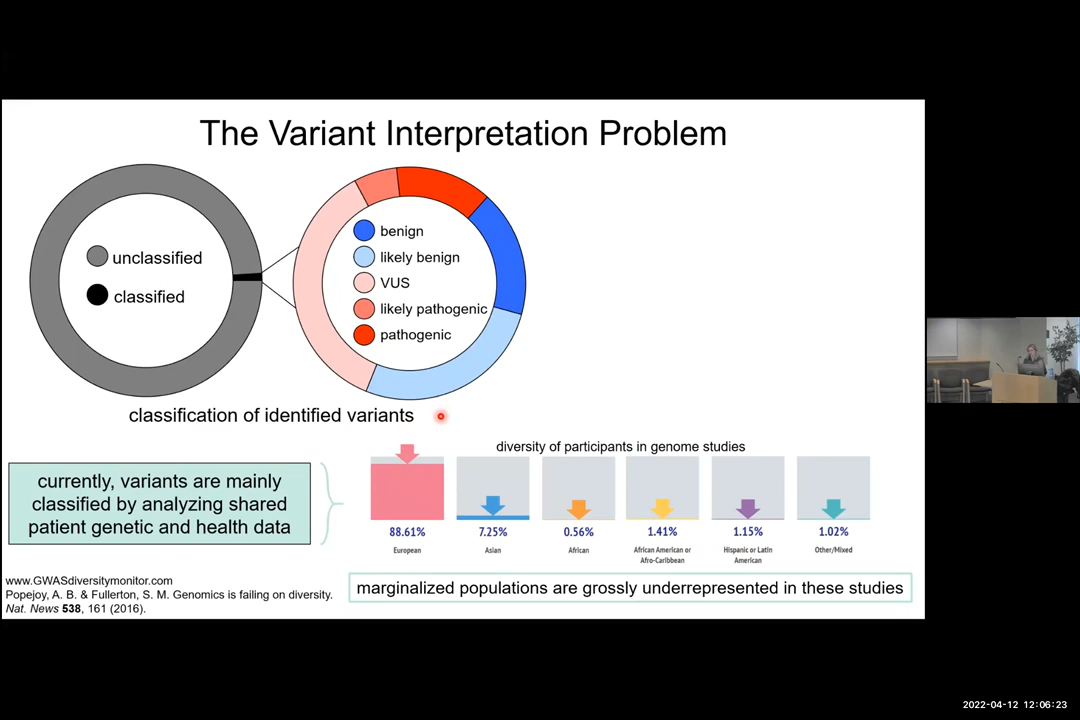 The Variant Interpretation Problem
unclassified
classified
benign
likely benign
VUS
likely pathogenic
pathogenic
classification of identified variants
currently, variants are mainly
classified by analyzing shared
patient genetic and health data
diversity of participants in genome studies
88.61%
European
7.25%
Asian
0.56%
African
1.41%
African American or
Afro-Caribbean
1.15%
Hispanic or Latin
American
1.02%
Other/Mixed
marginalized populations are grossly underrepresented in these studies
www.GWASdiversitymonitor.com
Popejoy, A. B. & Fullerton, S. M. Genomics is failing on diversity.
Nat. News 538, 161 (2016).
2022-04-12 12:06:23